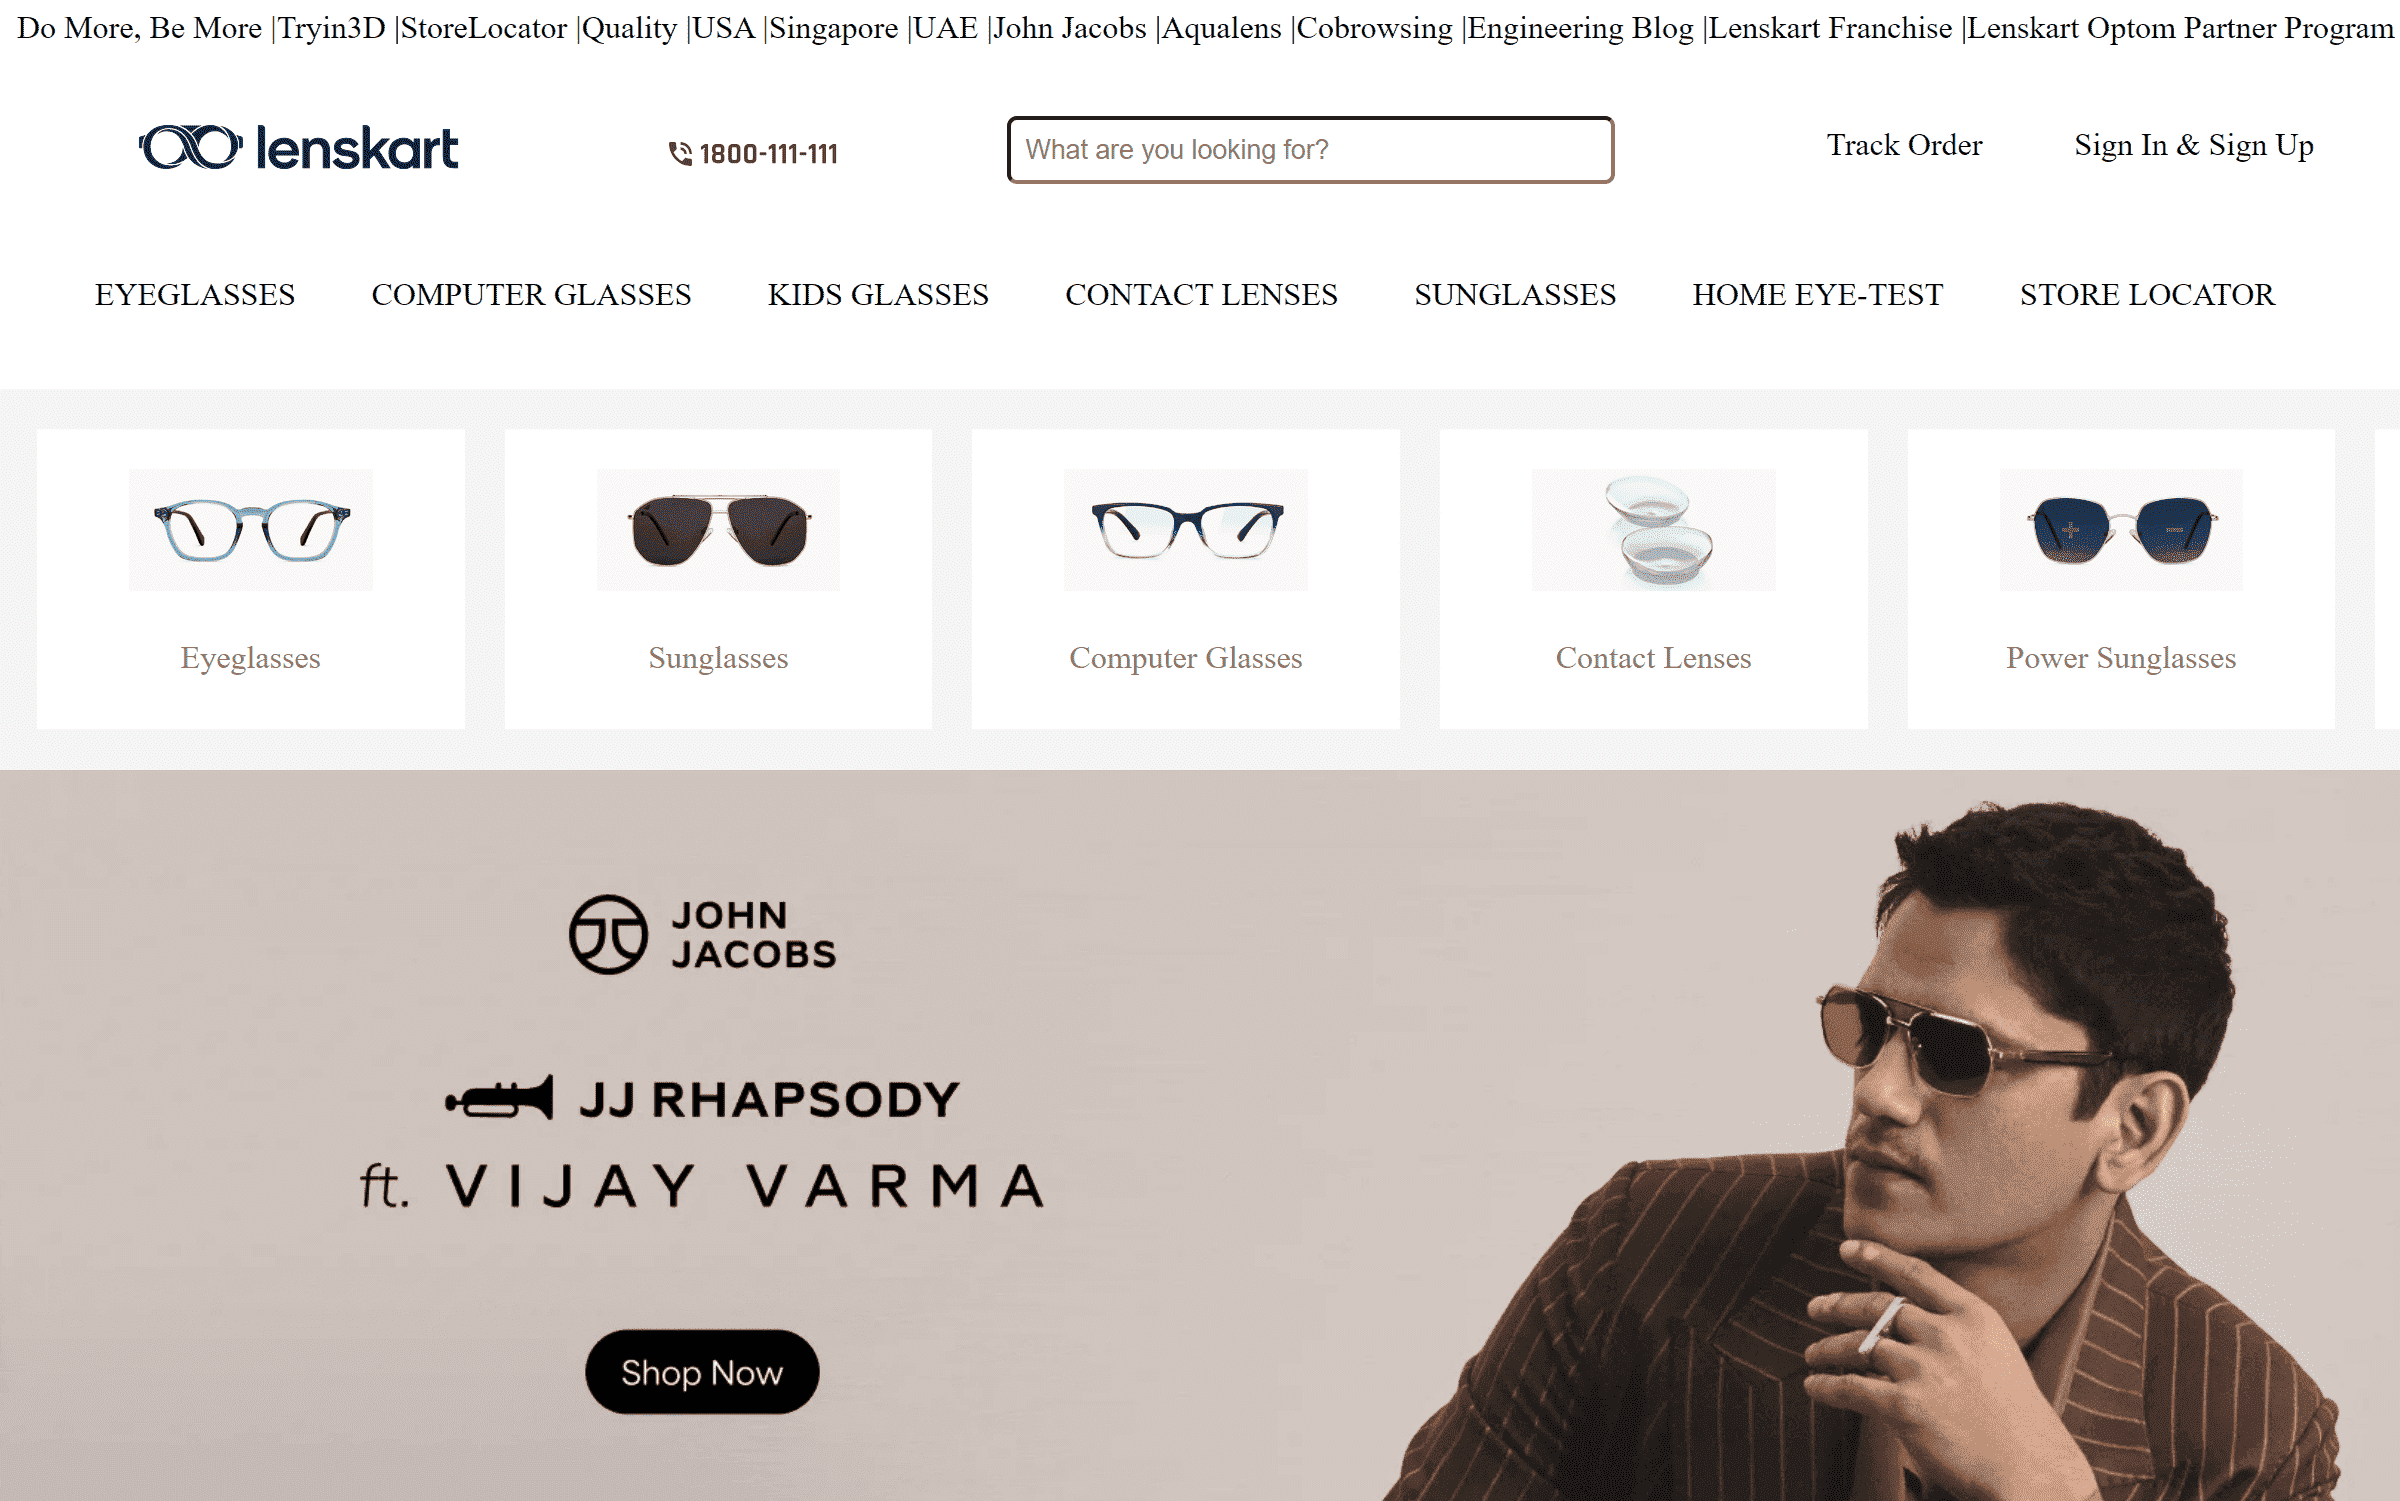 Do More, Be More |Tryin3D |StoreLocator |Quality |USA |Singapore |UAE |John Jacobs |Aqualens |Cobrowsing |Engineering Blog |Lenskart Franchise |Lenskart Optom Partner Program
lenskart
1800-111-111
What are you looking for?
Track Order
Sign In & Sign Up
EYEGLASSES
COMPUTER GLASSES
KIDS GLASSES
CONTACT LENSES
SUNGLASSES
HOME EYE-TEST
STORE LOCATOR
Eyeglasses
Sunglasses
Computer Glasses
Contact Lenses
Power Sunglasses
JOHN
JACOBS
JJ RHAPSODY
ft. VIJAY VARMA
Shop Now